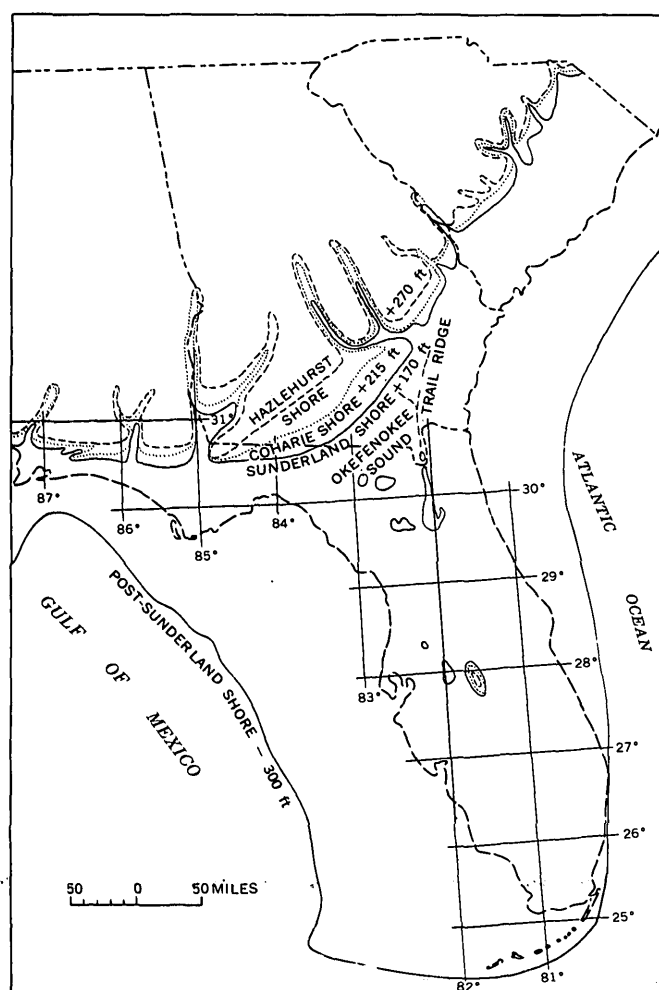 +270 ft
HAZLEHURST
SHORE
COHARIE SHORE +215 ft
SUNDERLAND SHORE +170 ft
OKEFENOKEE
SOUND
TRAIL RIDGE
31°
87°
86°
85°
84°
30°
ATLANTIC
OCEAN
29°
28°
83°
27°
26°
25°
82°
81°
POST-SUNDERLAND SHORE - 300 ft
GULF
OF
MEXICO
50 0 50 MILES